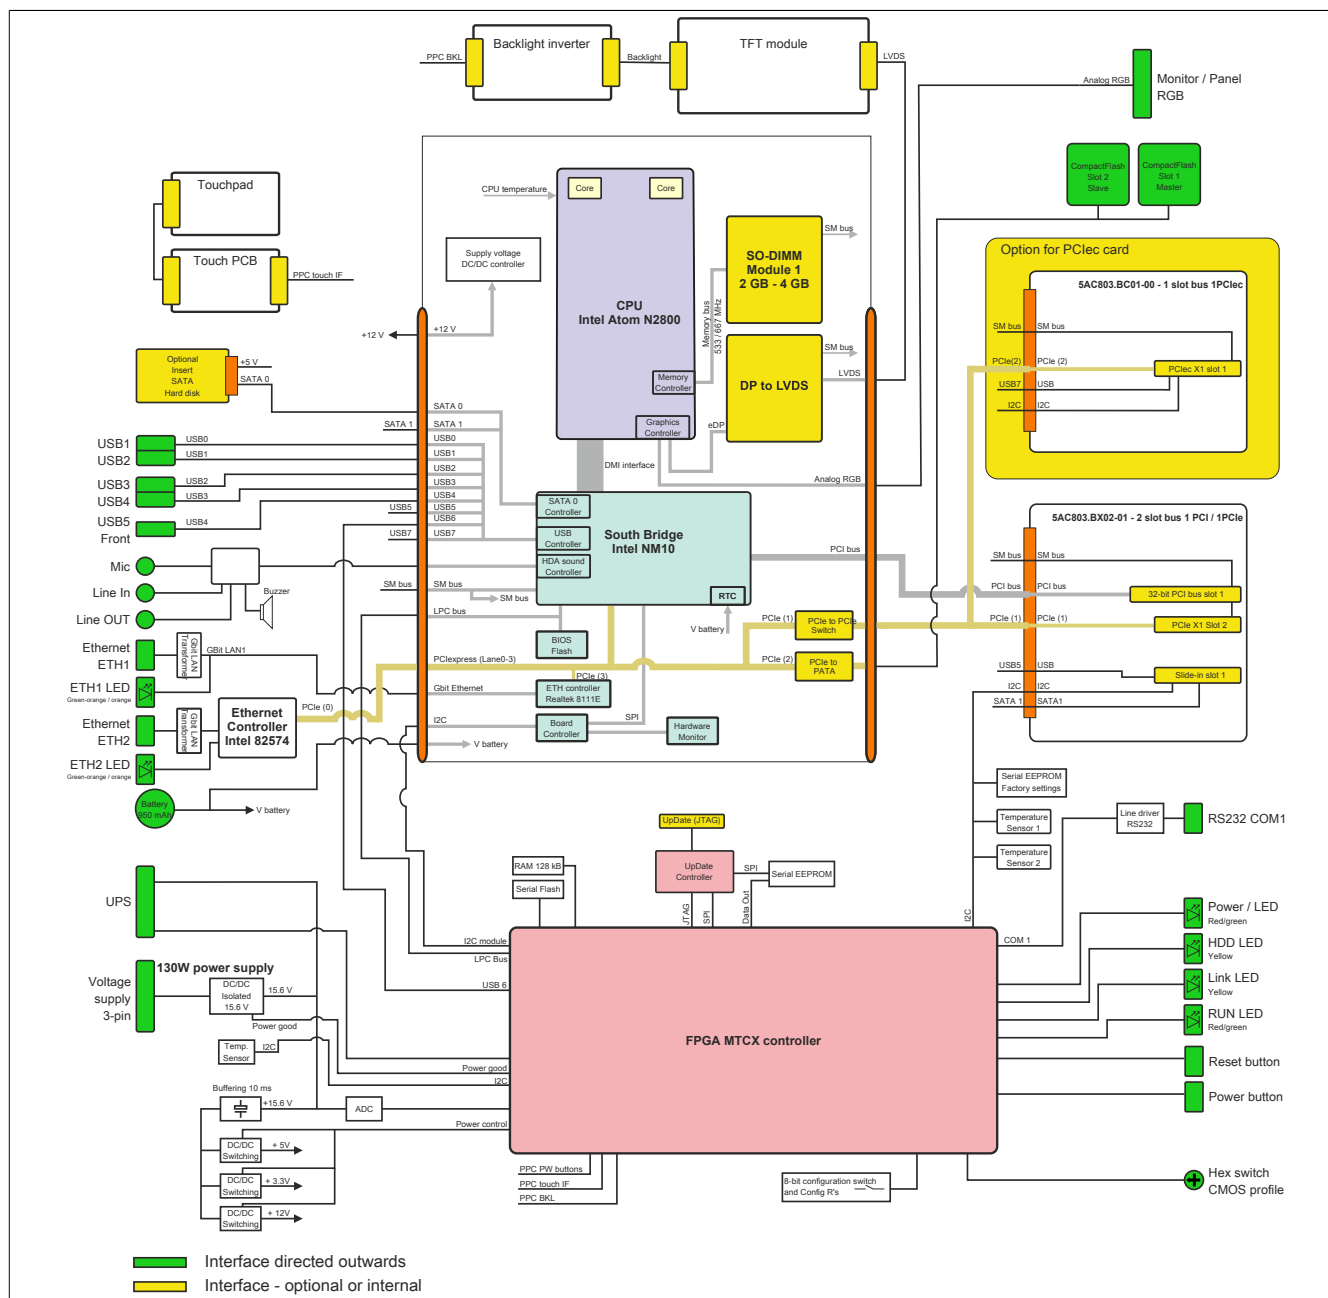 Backlight inverter
TFT module
PPC BKL
Backlight
LVDS
Analog RGB
Monitor / Panel
RGB
CompactFlash
Slot 2
Slave
CompactFlash
Slot 1
Master
Touchpad
Touch PCB
PPC touch IF
CPU temperature
Core
Core
CPU
Intel Atom N2800
Memory
Controller
Graphics
Controller
Supply voltage
DC/DC controller
+12 V
+12 V
SO-DIMM
Module 1
2 GB - 4 GB
SM bus
Memory bus
533 / 667 MHz
DP to LVDS
SM bus
LVDS
eDP
DMI interface
Analog RGB
Option for PCIec card
5AC803.BC01-00 - 1 slot bus 1PCIec
SM bus
SM bus
PCIe(2)
PCIe (2)
PCIec X1 slot 1
USB7
USB
I2C
I2C
Optional
Insert
SATA
Hard disk
+5 V
SATA 0
SATA 0
SATA 1
SATA 1
USB1
USB2
USB0
USB1
USB0
USB1
USB3
USB4
USB2
USB3
USB2
USB3
USB5
Front
USB4
USB4
USB5
USB5
USB6
USB7
USB7
SATA 0
Controller
USB
Controller
HDA sound
Controller
South Bridge
Intel NM10
RTC
PCI bus
V battery
5AC803.BX02-01 - 2 slot bus 1 PCI / 1PCIe
SM bus
SM bus
PCI bus
PCI bus
32-bit PCI bus slot 1
PCIe (1)
PCIe (1)
PCIe X1 Slot 2
USB5
USB
Slide-in slot 1
I2C
I2C
SATA 1
SATA1
Mic
Line In
Line OUT
Buzzer
SM bus
SM bus
SM bus
LPC bus
BIOS
Flash
PCIexpress (Lane0-3)
PCIe (1)
PCIe to PCIe
Switch
PCIe (2)
PCIe to
PATA
PCIe (3)
Gbit Ethernet
ETH controller
Realtek 8111E
SPI
I2C
Board
Controller
Hardware
Monitor
V battery
Ethernet
ETH1
Gbit LAN
Transformer
GBit LAN1
ETH1 LED
Green-orange / orange
PCIe (0)
Ethernet
Controller
Intel 82574
Ethernet
ETH2
Gbit LAN
Transformer
ETH2 LED
Green-orange / orange
Battery
950 mAh
V battery
Serial EEPROM
Factory settings
Temperature
Sensor 1
Temperature
Sensor 2
Line driver
RS232
RS232 COM1
UpDate (JTAG)
UpDate
Controller
SPI
Serial EEPROM
RAM 128 kB
Serial Flash
JTAG
SPI
Data Out
I2C
COM 1
I2C module
LPC Bus
USB 6
FPGA MTCX controller
Power / LED
Red/green
HDD LED
Yellow
Link LED
Yellow
RUN LED
Red/green
Reset button
Power button
Hex switch
CMOS profile
UPS
130W power supply
Voltage
supply
3-pin
DC/DC
Isolated
15.6 V
15.6 V
Power good
Temp.
Sensor
I2C
Power good
I2C
Buffering 10 ms
+15.6 V
ADC
Power control
DC/DC
Switching
+ 5V
DC/DC
Switching
+ 3.3V
DC/DC
Switching
+ 12V
PPC PW buttons
PPC touch IF
PPC BKL
8-bit configuration switch
and Config R's
Interface directed outwards
Interface - optional or internal